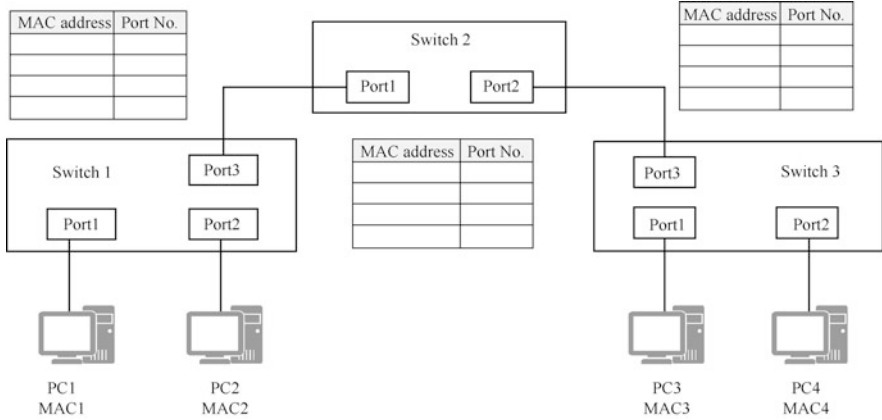 MAC address Port No.
MAC address Port No.
Switch 2
Port1 Port2
MAC address Port No.
Switch 1
Port3
Port1 Port2
Switch 3
Port3
Port1 Port2
PC1
MAC1
PC2
MAC2
PC3
MAC3
PC4
MAC4